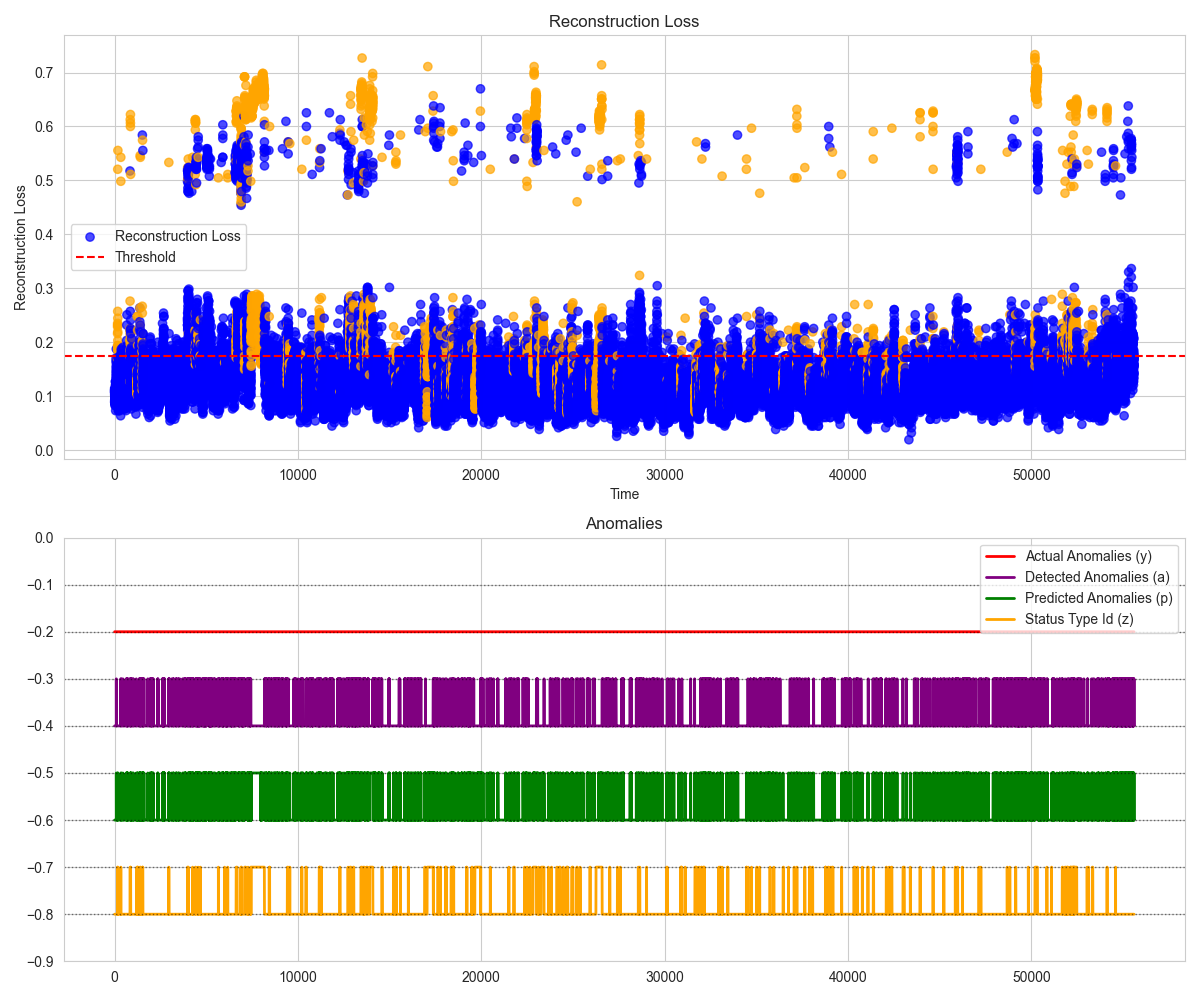 Reconstruction Loss
Reconstruction Loss
0.7
0.6
0.5
0.4
0.3
0.2
0.1
0.0
Reconstruction Loss
Threshold
0 10000 20000 30000 40000 50000
Time
Anomalies
0.0
−0.1
−0.2
−0.3
−0.4
−0.5
−0.6
−0.7
−0.8
−0.9
Actual Anomalies (y)
Detected Anomalies (a)
Predicted Anomalies (p)
Status Type Id (z)
0 10000 20000 30000 40000 50000